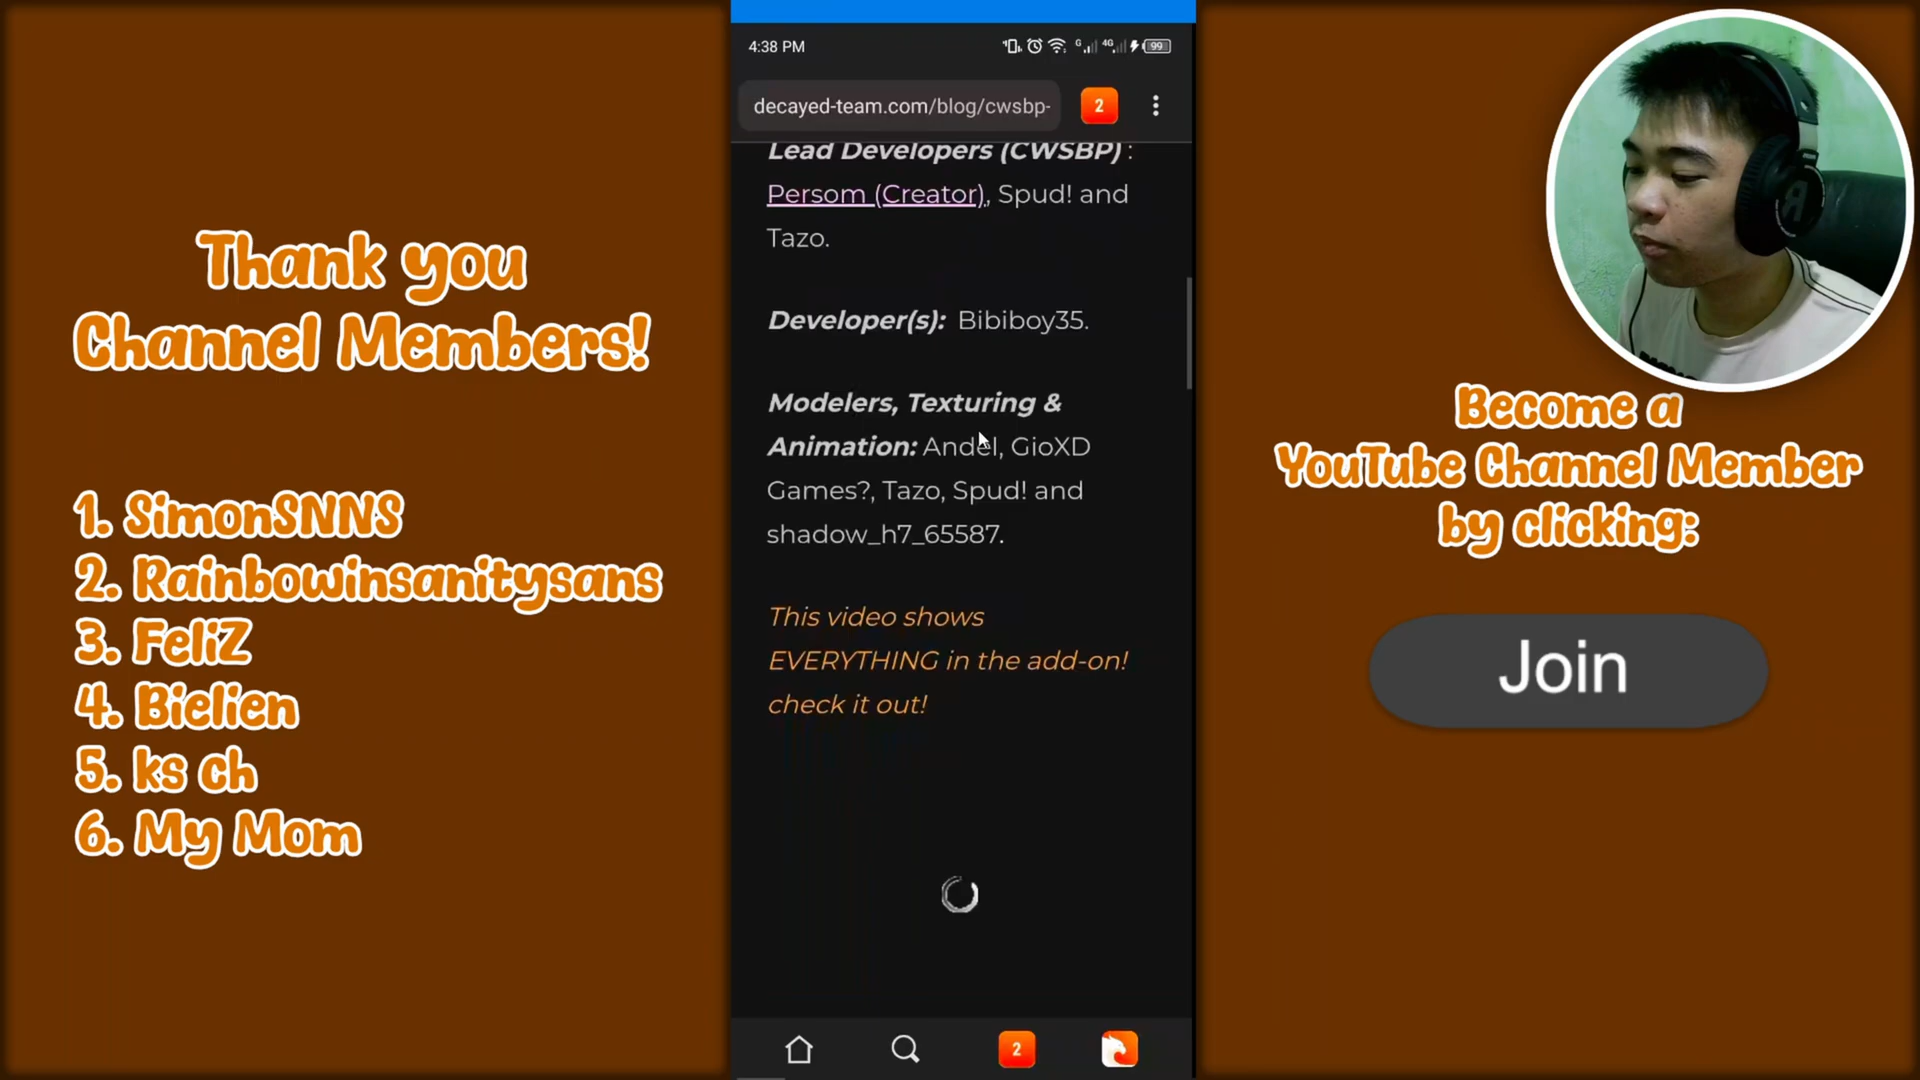 Thank you
Channel Members!
1. SimonSNNS
2. Rainbowinsanitysans
3. FeliZ
4. Bielien
5. ks ch
6. My Mom
4:38 PM
G
4G
99
decayed-team.com/blog/cwsbp-
2
Lead Developers (CWSBP) :
Persom (Creator), Spud! and
Tazo.
Developer(s): Bibiboy35.
Modelers, Texturing &
Animation: Andel, GioXD
Games?, Tazo, Spud! and
shadow_h7_65587.
This video shows
EVERYTHING in the add-on!
check it out!
2
Become a
YouTube Channel Member
by clicking:
Join